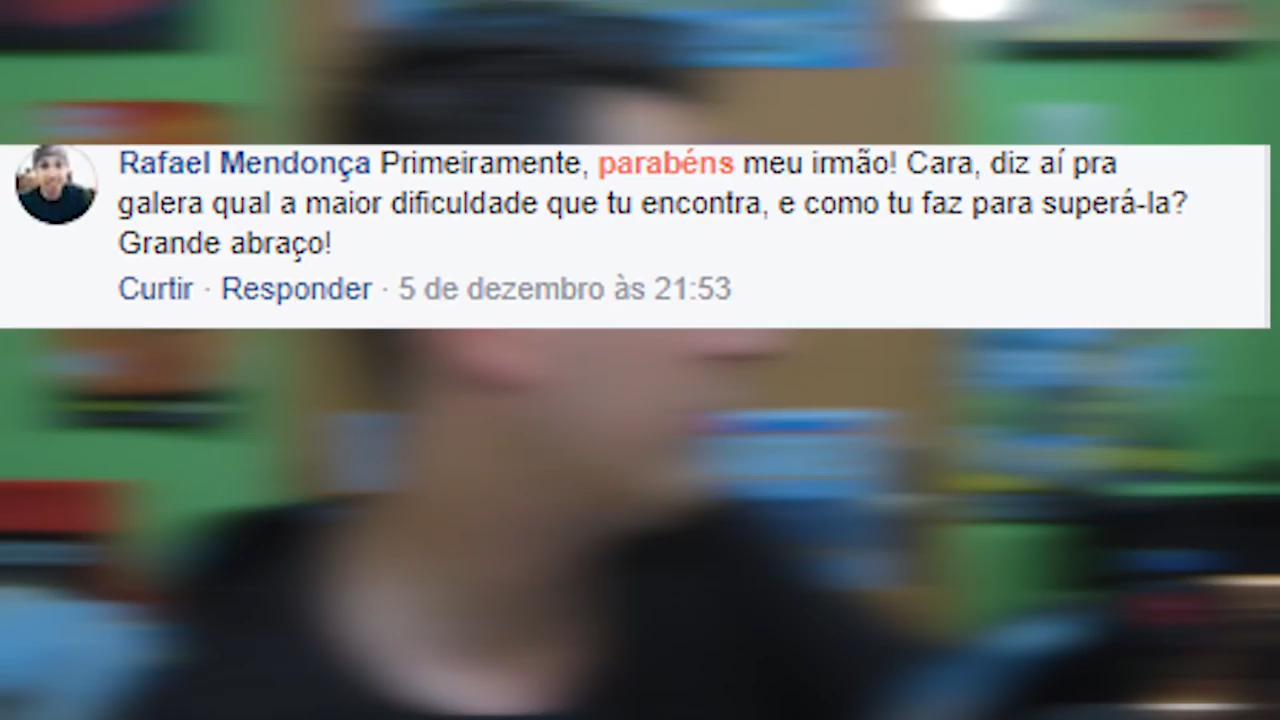 Rafael Mendonça Primeiramente, parabéns meu irmão! Cara, diz aí pra
galera qual a maior dificuldade que tu encontra, e como tu faz para superá-la?
Grande abraço!
Curtir · Responder · 5 de dezembro às 21:53